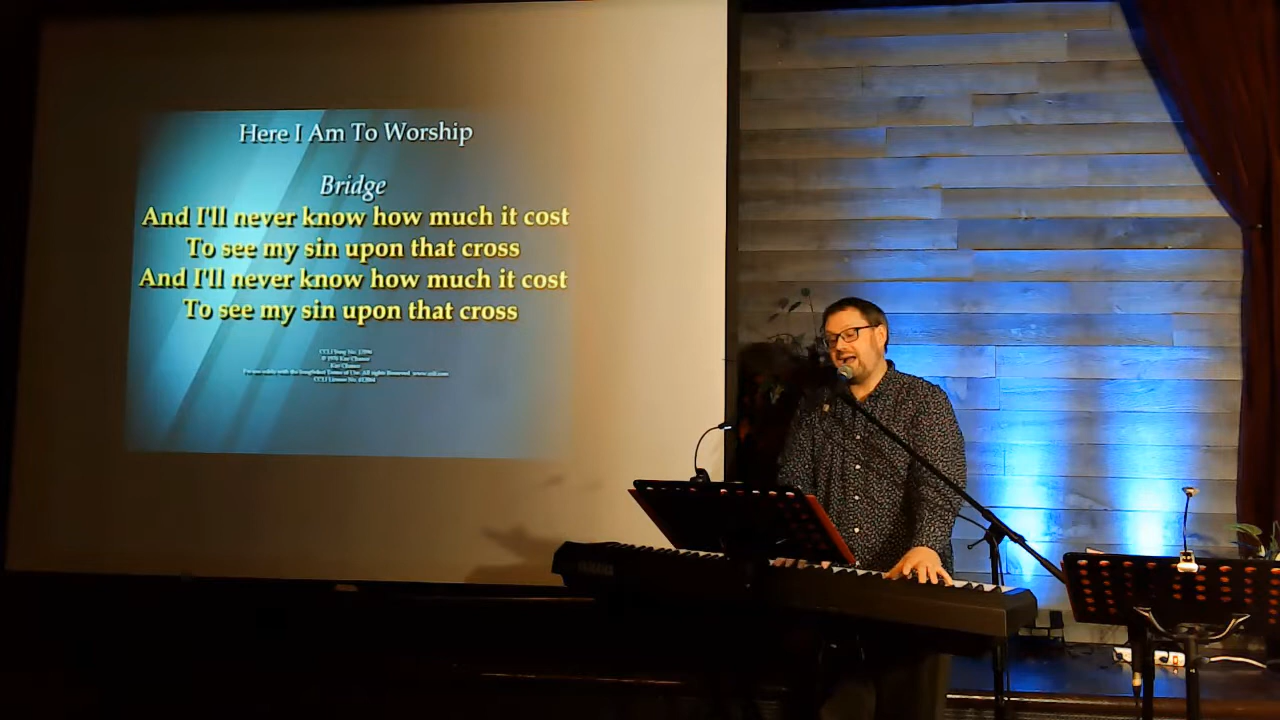 Here I Am To Worship
Bridge
And I'll never know how much it cost
To see my sin upon that cross
And I'll never know how much it cost
To see my sin upon that cross